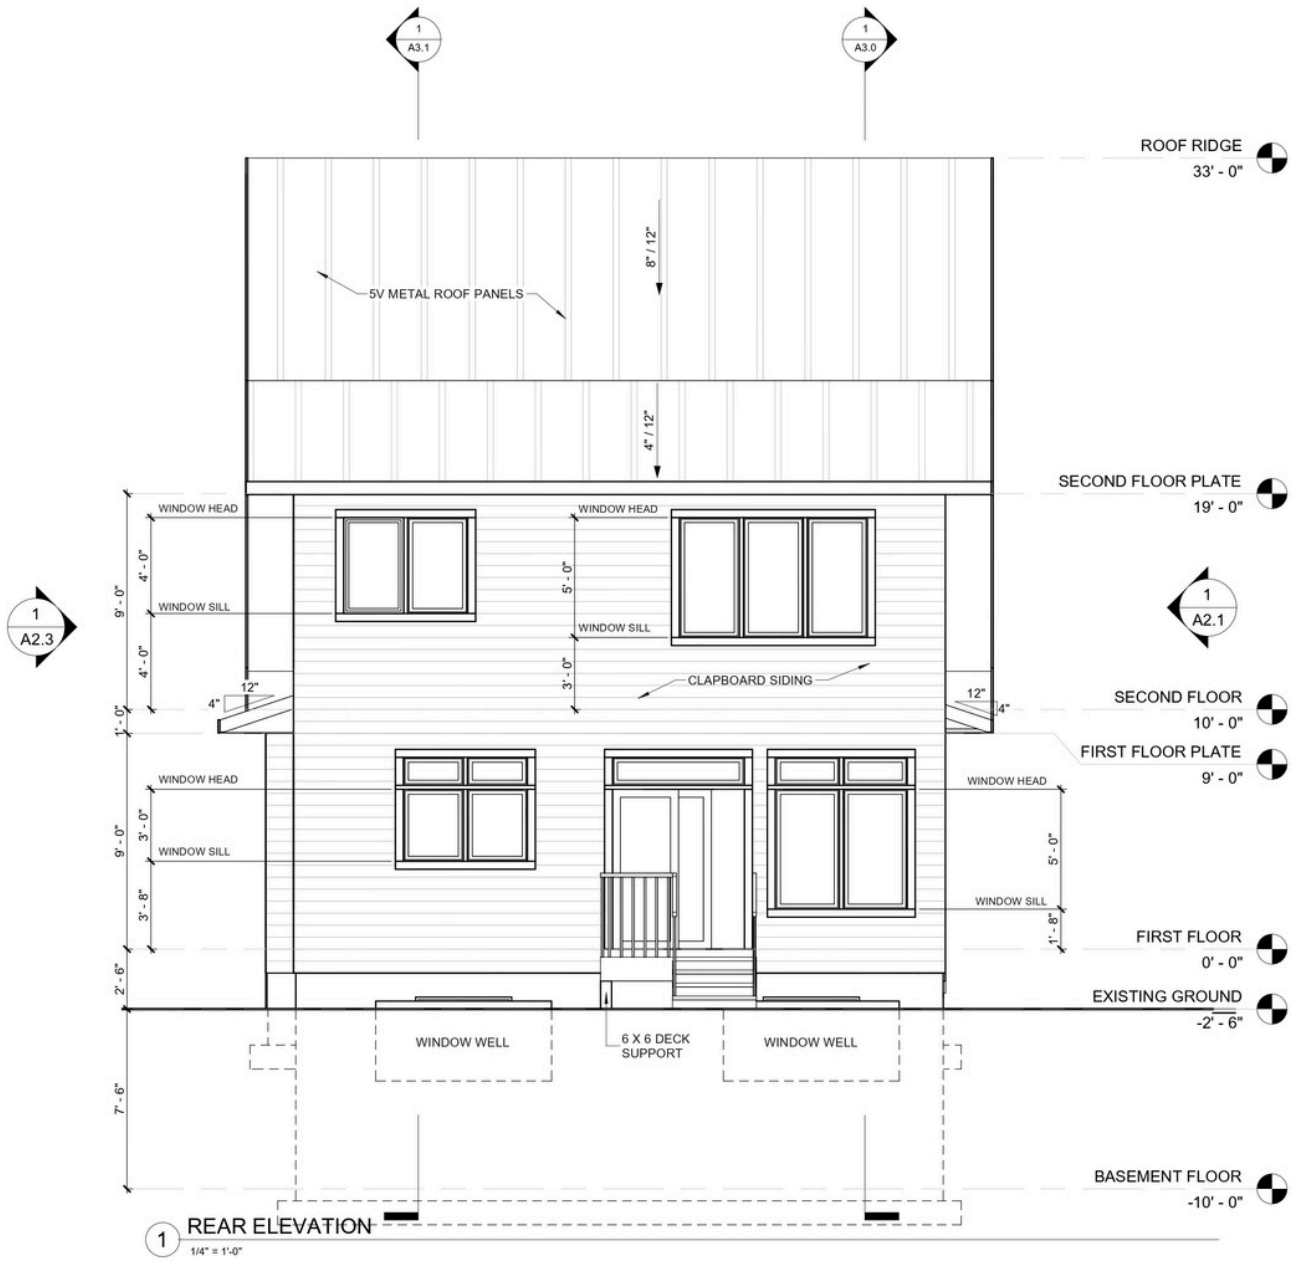 1
A3.1
1
A3.0
ROOF RIDGE
33' - 0"
8" / 12"
5V METAL ROOF PANELS
4" / 12"
SECOND FLOOR PLATE
19' - 0"
WINDOW HEAD
WINDOW HEAD
4' - 0"
5' - 0"
9' - 0"
WINDOW SILL
WINDOW SILL
1
A2.3
1
A2.1
4' - 0"
3' - 0"
CLAPBOARD SIDING
12"
4"
12"
4"
SECOND FLOOR
10' - 0"
1' - 0"
FIRST FLOOR PLATE
9' - 0"
WINDOW HEAD
WINDOW HEAD
3' - 0"
9' - 0"
5' - 0"
WINDOW SILL
WINDOW SILL
3' - 8"
1' - 8"
FIRST FLOOR
0' - 0"
2' - 6"
EXISTING GROUND
-2' - 6"
WINDOW WELL
6 X 6 DECK
SUPPORT
WINDOW WELL
7' - 6"
BASEMENT FLOOR
-10' - 0"
1
REAR ELEVATION
1/4" = 1'-0"